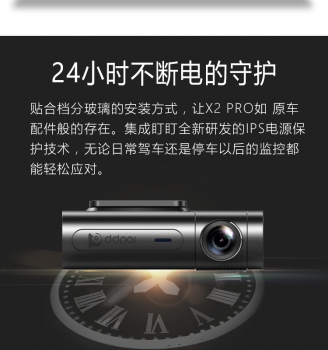 24小时不断电的守护
贴合档分玻璃的安装方式，让X2 PRO如 原车
配件般的存在。集成盯盯全新研发的IPS电源保
护技术，无论日常驾车还是停车以后的监控都
能轻松应对。
ddpai